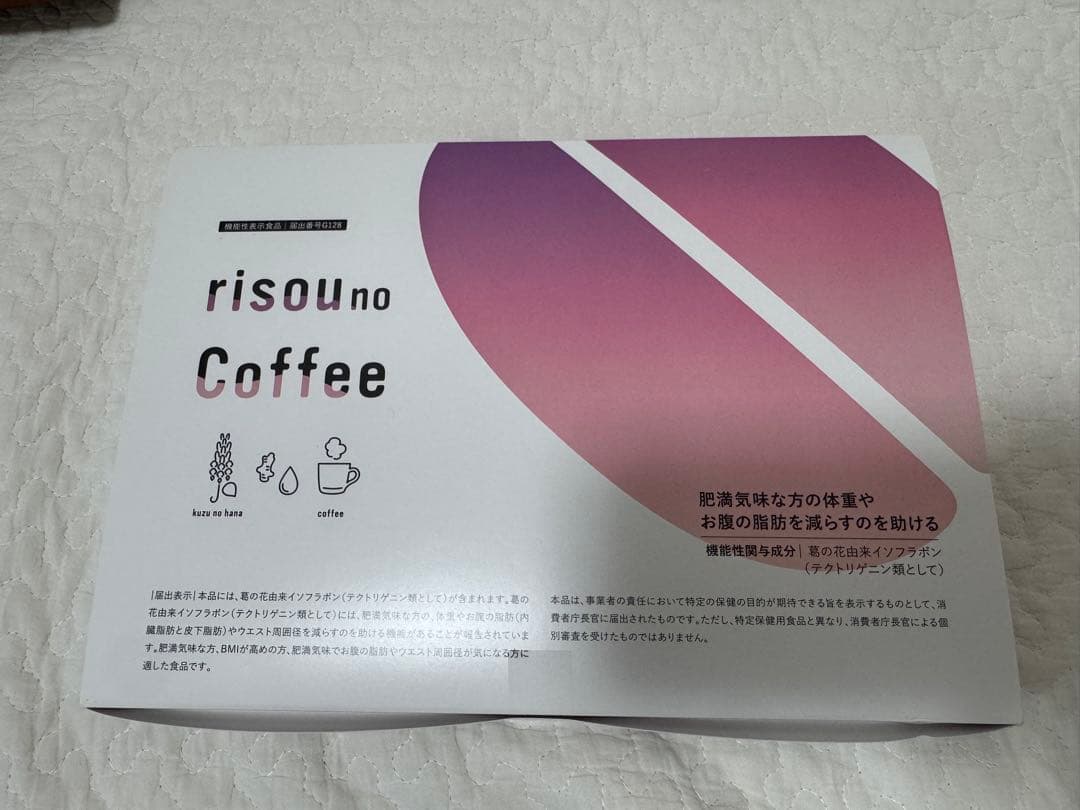 機能性表示食品｜届出番号G128
risou no
Coffee
kuzu no hana
coffee
肥満気味な方の体重や
お腹の脂肪を減らすのを助ける
機能性関与成分｜葛の花由来イソフラボン
（テクトリゲニン類として）
｜届出表示｜本品には、葛の花由来イソフラボン（テクトリゲニン類として）が含まれます。葛の
花由来イソフラボン（テクトリゲニン類として）には、肥満気味な方の、体重やお腹の脂肪（内
臓脂肪と皮下脂肪）やウエスト周囲径を減らすのを助ける機能があることが報告されていま
す。肥満気味な方、BMIが高めの方、肥満気味でお腹の脂肪やウエスト周囲径が気になる方に
適した食品です。
本品は、事業者の責任において特定の保健の目的が期待できる旨を表示するものとして、消
費者庁長官に届出されたものです。ただし、特定保健用食品と異なり、消費者庁長官による個
別審査を受けたものではありません。